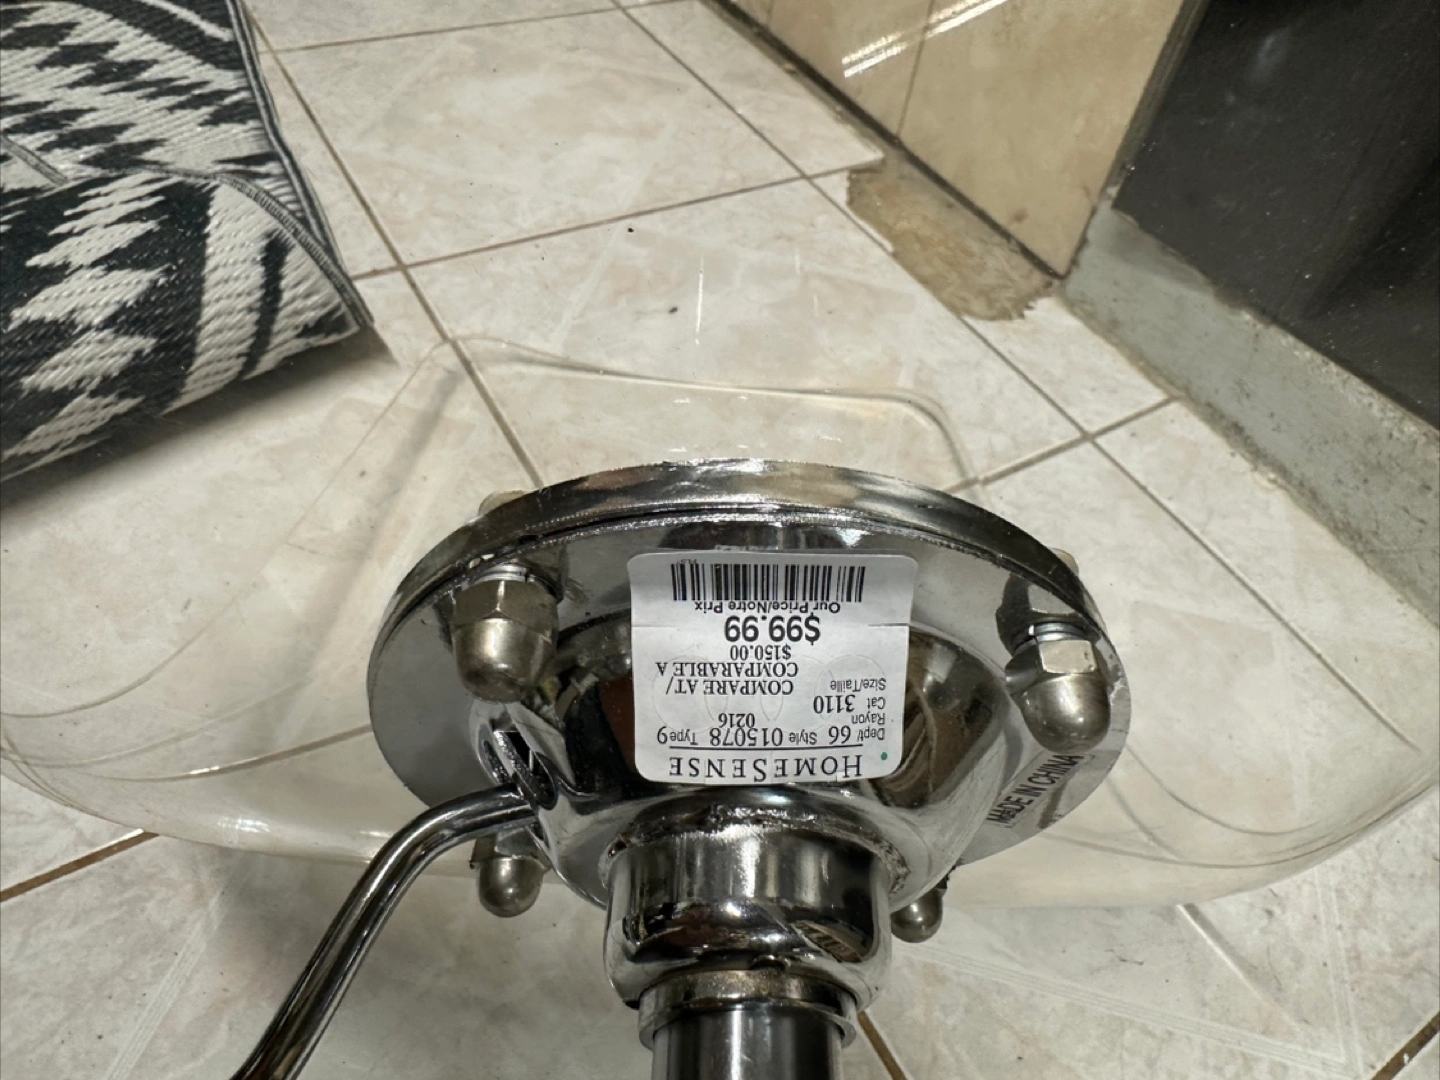 HOMESENSE
Dept/ 66 Style 015078 Type 9
Rayon 0216
Cat 3110
Size/Taille
COMPARE AT/
COMPARABLE A
$150.00
$99.99
Our Price/Notre Prix
MADE IN CHINA